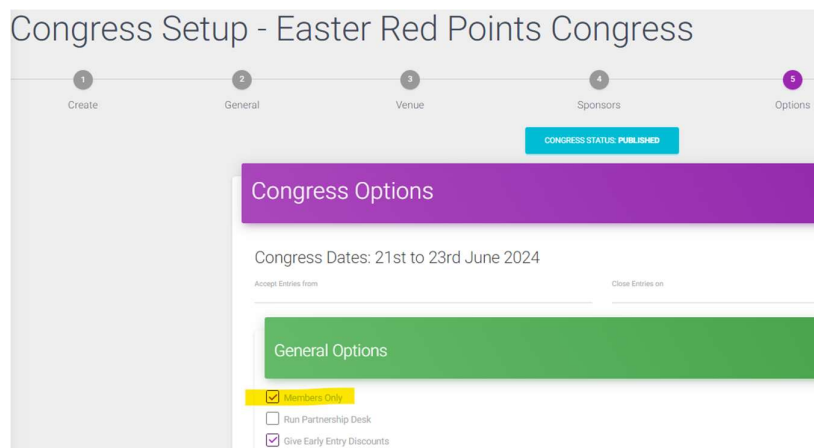 Congress Setup - Easter Red Points Congress
1 2 3 4 5
Create General Venue Sponsors Options
CONGRESS STATUS: PUBLISHED
Congress Options
Congress Dates: 21st to 23rd June 2024
Accept Entries from Close Entries on
General Options
Members Only
Run Partnership Desk
Give Early Entry Discounts